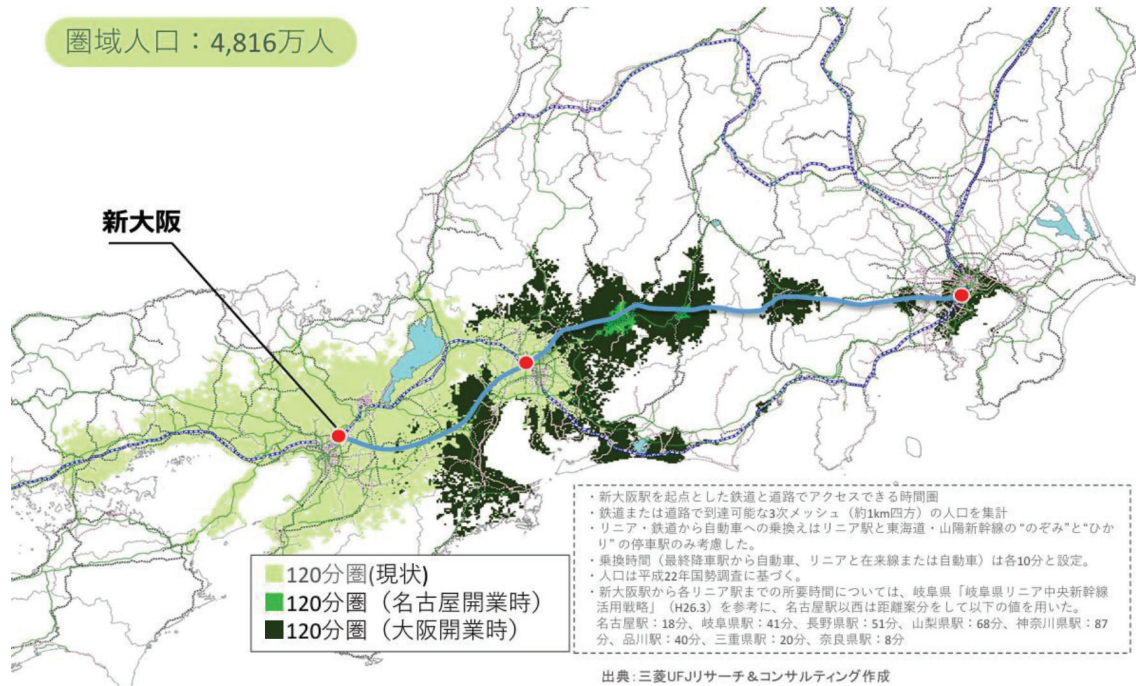 圏域人口：4,816万人
新大阪
120分圏(現状)
120分圏（名古屋開業時）
120分圏（大阪開業時）
・新大阪駅を起点とした鉄道と道路でアクセスできる時間圏
・鉄道または道路で到達可能な3次メッシュ（約1km四方）の人口を集計
・リニア・鉄道から自動車への乗換えはリニア駅と東海道・山陽新幹線の“のぞみ”と“ひか
り” の停車駅のみ考慮した。
・乗換時間（最終降車駅から自動車、リニアと在来線または自動車）は各10分と設定。
・人口は平成22年国勢調査に基づく。
・新大阪駅から各リニア駅までの所要時間については、岐阜県「岐阜県リニア中央新幹線
活用戦略」（H26.3）を参考に、名古屋駅以西は距離案分をして以下の値を用いた。
名古屋駅：18分、岐阜県駅：41分、長野県駅：51分、山梨県駅：68分、神奈川県駅：87
分、品川駅：40分、三重県駅：20分、奈良県駅：8分
出典：三菱UFJリサーチ＆コンサルティング作成